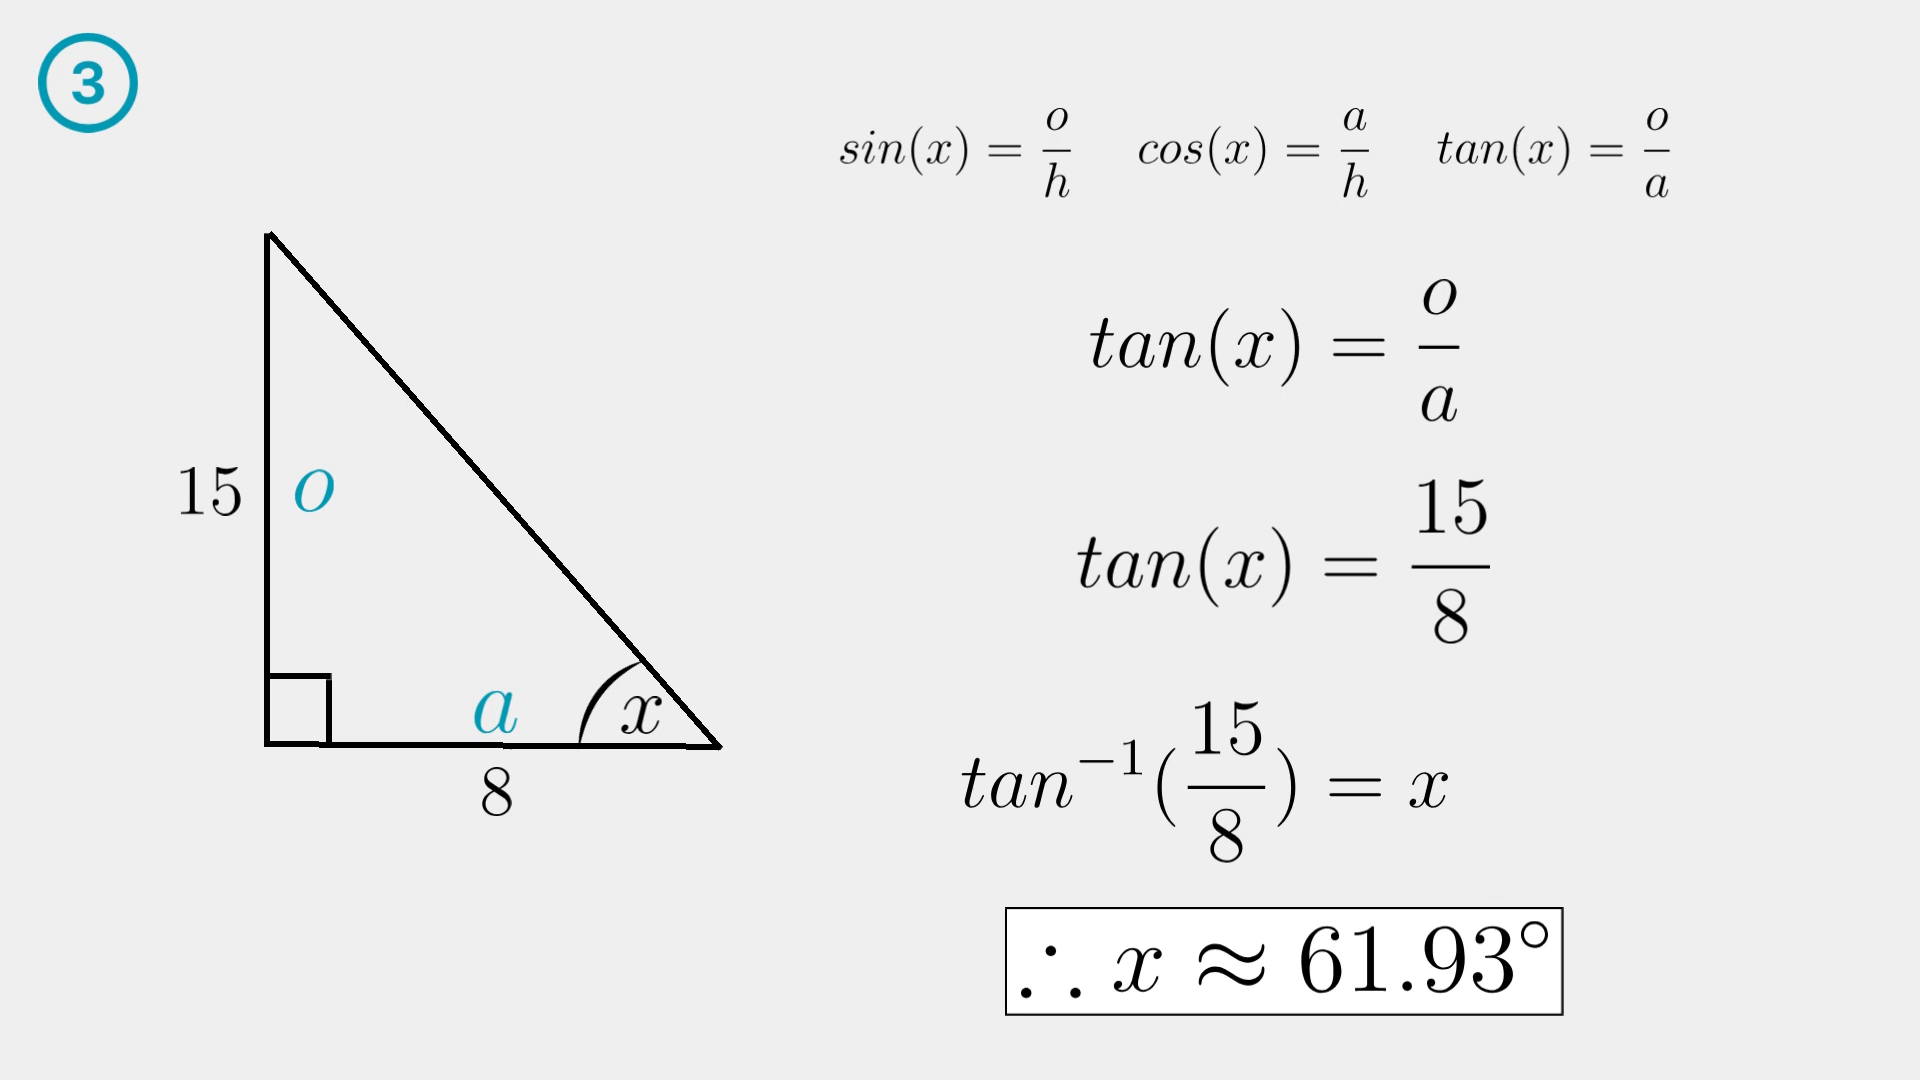 3
sin(x) = o/h cos(x) = a/h tan(x) = o/a
tan(x) = o/a
15 o
tan(x) = 15/8
a x
8
tan⁻¹(15/8) = x
∴ x ≈ 61.93°